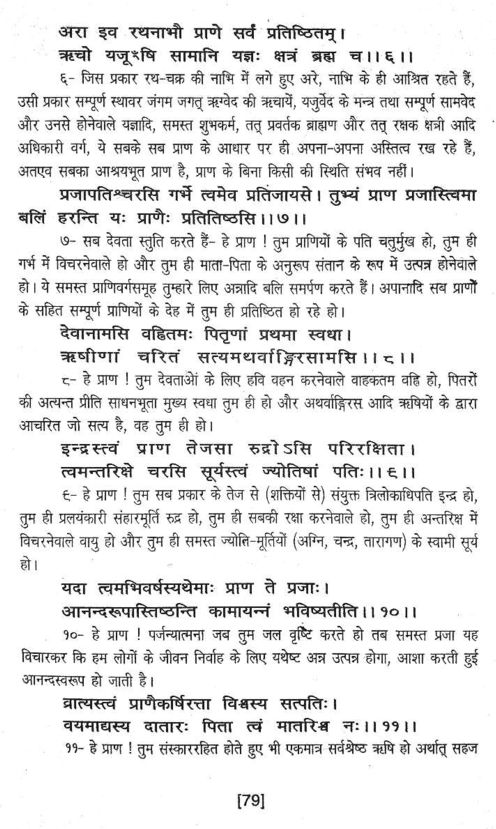 अरा इव रथनाभौ प्राणे सर्वं प्रतिष्ठितम्।
ऋचो यजूꣳषि सामानि यज्ञः क्षत्रं ब्रह्म च।।६।।
६- जिस प्रकार रथ-चक्र की नाभि में लगे हुए अरे, नाभि के ही आश्रित रहते हैं,
उसी प्रकार सम्पूर्ण स्थावर जंगम जगत् ऋग्वेद की ऋचायें, यजुर्वेद के मन्त्र तथा सम्पूर्ण सामवेद
और उनसे होनेवाले यज्ञादि, समस्त शुभकर्म, तत् प्रवर्तक ब्राह्मण और तत् रक्षक क्षत्री आदि
अधिकारी वर्ग, ये सबके सब प्राण के आधार पर ही अपना-अपना अस्तित्व रख रहे हैं,
अतएव सबका आश्रयभूत प्राण है, प्राण के बिना किसी की स्थिति संभव नहीं।
प्रजापतिश्चरसि गर्भे त्वमेव प्रतिजायसे। तुभ्यं प्राण प्रजास्त्विमा
बलिं हरन्ति यः प्राणैः प्रतितिष्ठसि।।७।।
७- सब देवता स्तुति करते हैं- हे प्राण ! तुम प्राणियों के पति चतुर्मुख हो, तुम ही
गर्भ में विचरनेवाले हो और तुम ही माता-पिता के अनुरूप संतान के रूप में उत्पन्न होनेवाले
हो। ये समस्त प्राणिवर्गसमूह तुम्हारे लिए अन्नादि बलि समर्पण करते हैं। अपानादि सब प्राणों
के सहित सम्पूर्ण प्राणियों के देह में तुम ही प्रतिष्ठित हो रहे हो।
देवानामसि वह्नितमः पितृणां प्रथमा स्वधा।
ऋषीणां चरितं सत्यमथर्वाङ्गिरसामसि।।८।।
८- हे प्राण ! तुम देवताओं के लिए हवि वहन करनेवाले वाहकतम वह्नि हो, पितरों
की अत्यन्त प्रीति साधनभूता मुख्य स्वधा तुम ही हो और अथर्वाङ्गिरस आदि ऋषियों के द्वारा
आचरित जो सत्य है, वह तुम ही हो।
इन्द्रस्त्वं प्राण तेजसा रुद्रोऽसि परिरक्षिता।
त्वमन्तरिक्षे चरसि सूर्यस्त्वं ज्योतिषां पतिः।।९।।
९- हे प्राण ! तुम सब प्रकार के तेज से (शक्तियों से) संयुक्त त्रिलोकाधिपति इन्द्र हो,
तुम ही प्रलयंकारी संहारमूर्ति रुद्र हो, तुम ही सबकी रक्षा करनेवाले हो, तुम ही अन्तरिक्ष में
विचरनेवाले वायु हो और तुम ही समस्त ज्योति-मूर्तियों (अग्नि, चन्द्र, तारागण) के स्वामी सूर्य
हो।
यदा त्वमभिवर्षस्यथेमाः प्राण ते प्रजाः।
आनन्दरूपास्तिष्ठन्ति कामायान्नं भविष्यतीति।।१०।।
१०- हे प्राण ! पर्जन्यात्मना जब तुम जल वृष्टि करते हो तब समस्त प्रजा यह
विचारकर कि हम लोगों के जीवन निर्वाह के लिए यथेष्ट अन्न उत्पन्न होगा, आशा करती हुई
आनन्दस्वरूप हो जाती है।
व्रात्यस्त्वं प्राणैकर्षिरत्ता विश्वस्य सत्पतिः।
वयमाद्यस्य दातारः पिता त्वं मातरिश्व नः।।११।।
११- हे प्राण ! तुम संस्काररहित होते हुए भी एकमात्र सर्वश्रेष्ठ ऋषि हो अर्थात् सहज
[79]